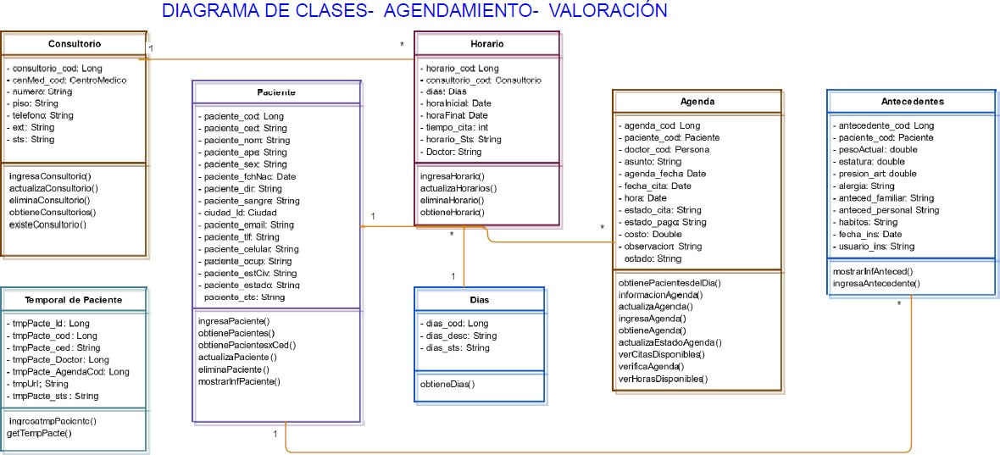 DIAGRAMA DE CLASES-  AGENDAMIENTO-  VALORACIÓN
Consultorio
- consultorio_cod: Long
- cenMed_cod: CentroMedico
- numero: String
- piso: String
- telefono: String
- ext: String
- sts: String
ingresaConsultorio()
actualizaConsultorio()
eliminaConsultorio()
obtieneConsultorios()
existeConsultorio()
1
*
Horario
- horario_cod: Long
- consultorio_cod: Consultorio
- dias: Dias
- horaInicial: Date
- horaFinal: Date
- tiempo_cita: int
- horario_Sts: String
- Doctor: String
ingresaHorario()
actualizaHorarios()
eliminaHorario()
obtieneHorario()
Paciente
- paciente_cod: Long
- paciente_ced: String
- paciente_nom: String
- paciente_ape: String
- paciente_sex: String
- paciente_fchNac: Date
- paciente_dir: String
- paciente_sangre: String
- ciudad_Id: Ciudad
- paciente_email: String
- paciente_tlf: String
- paciente_celular: String
- paciente_ocup: String
- paciente_estCiv: String
- paciente_estado: String
paciente_sts: String
ingresaPaciente()
obtienePacientes()
obtienePacientesxCed()
actualizaPaciente()
eliminaPaciente()
mostrarInfPaciente()
1
*
*
1
Agenda
- agenda_cod: Long
- paciente_cod: Paciente
- doctor_cod: Persona
- asunto: String
- agenda_fecha Date
- fecha_cita: Date
- hora: Date
- estado_cita: String
- estado_pago: String
- costo: Double
- observacion: String
estado: String
obtienePacientesdelDia()
informacionAgenda()
actualizAgenda()
ingresaAgenda()
obtieneAgenda()
actualizaEstadoAgenda()
verCitasDisponibles()
verificaAgenda()
verHorasDisponibles()
Antecedentes
- antecedente_cod: Long
- paciente_cod: Paciente
- pesoActual: double
- estatura: double
- presion_art: double
- alergia: String
- anteced_familiar: String
- anteced_personal String
- habitos: String
- fecha_ins: Date
- usuario_ins: String
mostrarInfAnteced()
ingresaAntecedente()
*
Temporal de Paciente
- tmpPacte_Id: Long
- tmpPacte_cod: Long
- tmpPacte_ced: String
- tmpPacte_Doctor: Long
- tmpPacte_AgendaCod: Long
- tmpUrl; String
- tmpPacte_sts : String
ingresatmpPaciente()
getTempPacte()
Dias
- dias_cod: Long
- dias_desc: String
- dias_sts: String
obtieneDias()
1